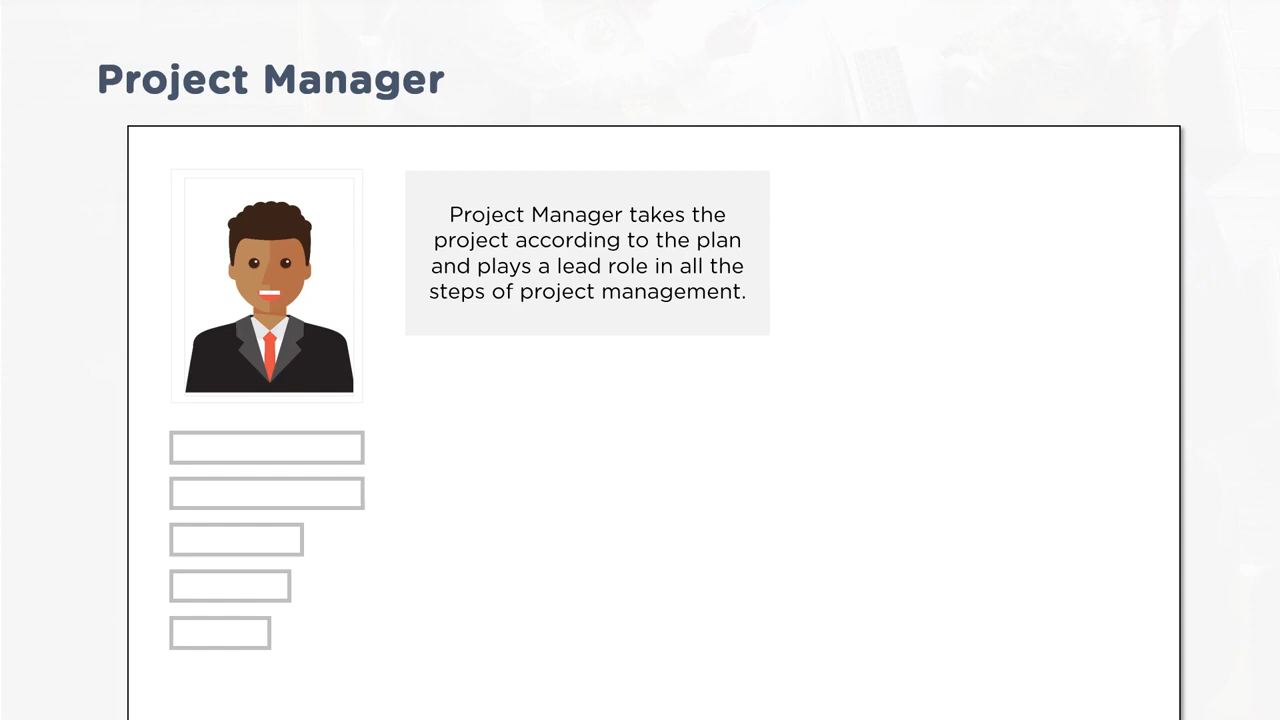 Project Manager
Project Manager takes the
project according to the plan
and plays a lead role in all the
steps of project management.